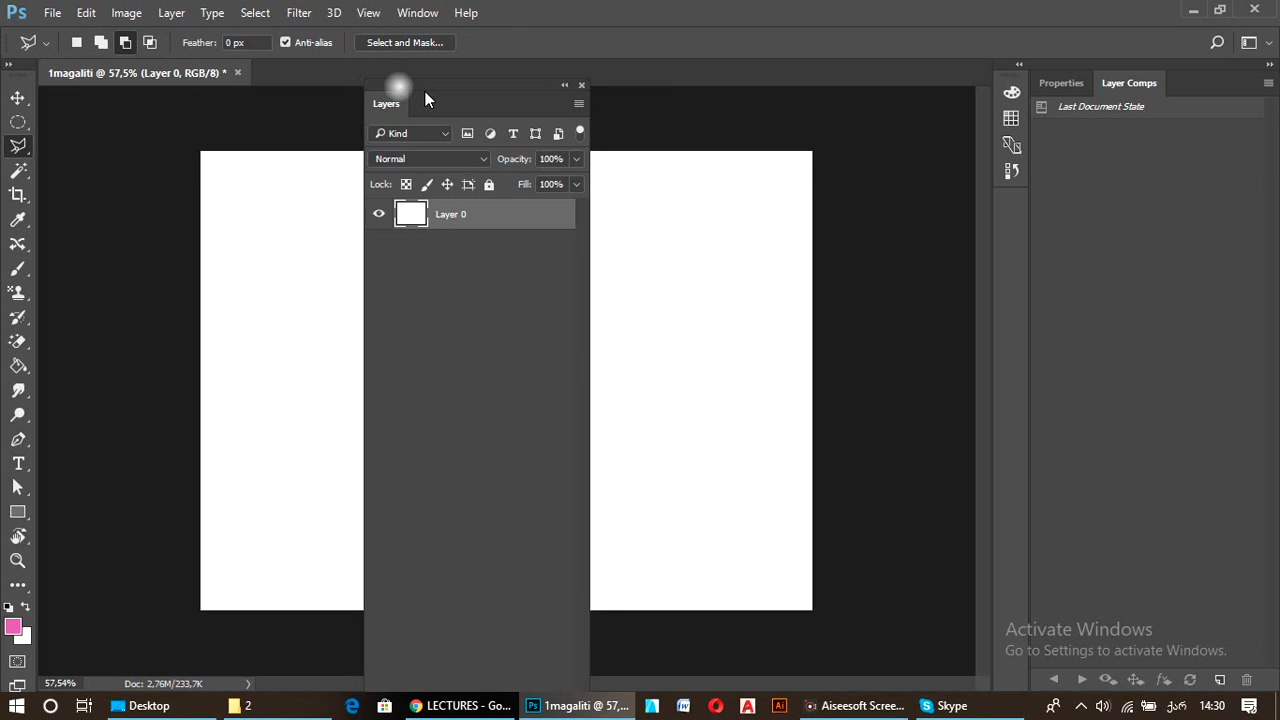 Ps File Edit Image Layer Type Select Filter 3D View Window Help
Feather: 0 px Anti-alias Select and Mask...
1magaliti @ 57,5% (Layer 0, RGB/8) * ×
Layers
Kind
Normal Opacity: 100%
Lock: Fill: 100%
Layer 0
Properties Layer Comps
Last Document State
Activate Windows
Go to Settings to activate Windows.
57,54% Doc: 2,76M/233,7K
Desktop 2 LECTURES - Go... Ps 1magaliti @ 57,... Ai Aiseesoft Scree... Skype 14:30